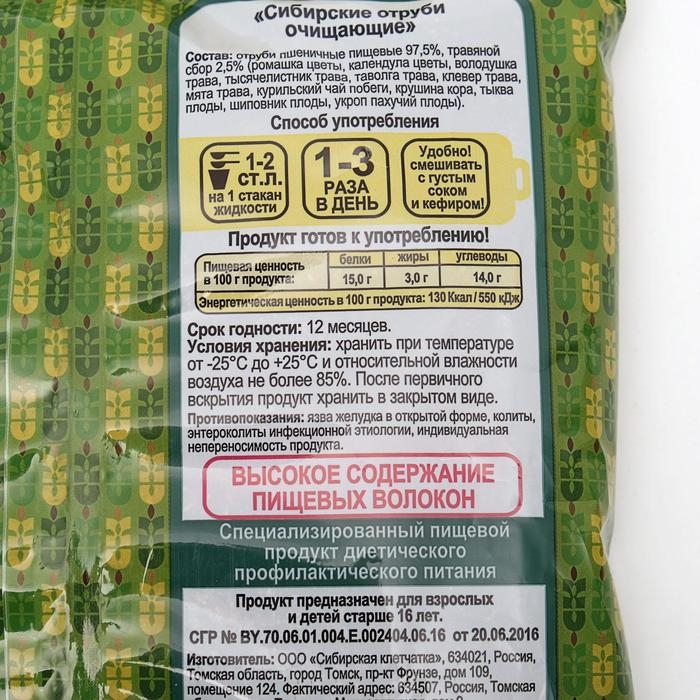 «Сибирские отруби
очищающие»
Состав: отруби пшеничные пищевые 97,5%, травяной
сбор 2,5% (ромашка цветы, календула цветы, володушка
трава, тысячелистник трава, таволга трава, клевер трава,
мята трава, курильский чай побеги, крушина кора, тыква
плоды, шиповник плоды, укроп пахучий плоды).
Способ употребления
1-2
ст.л.
на 1 стакан
жидкости
1-3
РАЗА
В ДЕНЬ
Удобно!
смешивать
с густым
соком
и кефиром!
Продукт готов к употреблению!
Пищевая ценность
в 100 г продукта:
белки жиры углеводы
15,0 г 3,0 г 14,0 г
Энергетическая ценность в 100 г продукта: 130 Ккал/ 550 кДж
Срок годности: 12 месяцев.
Условия хранения: хранить при температуре
от -25°С до +25°С и относительной влажности
воздуха не более 85%. После первичного
вскрытия продукт хранить в закрытом виде.
Противопоказания: язва желудка в открытой форме, колиты,
энтероколиты инфекционной этиологии, индивидуальная
непереносимость продукта.
ВЫСОКОЕ СОДЕРЖАНИЕ
ПИЩЕВЫХ ВОЛОКОН
Специализированный пищевой
продукт диетического
профилактического питания
Продукт предназначен для взрослых
и детей старше 16 лет.
СГР № BY.70.06.01.004.E.002404.06.16 от 20.06.2016
Изготовитель: ООО «Сибирская клетчатка», 634021, Россия,
Томская область, город Томск, пр-кт Фрунзе, дом 109,
помещение 124. Фактический адрес: 634507, Россия, Томская